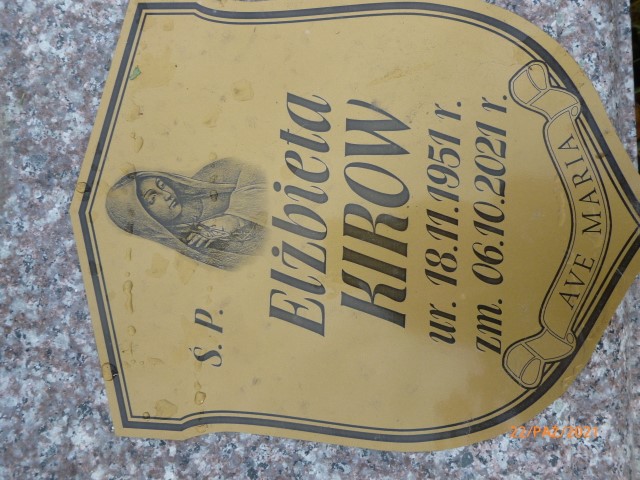 Ś. P.
Elżbieta
KIROW
ur. 18.11.1951 r.
zm. 06.10.2021 r.
AVE MARIA